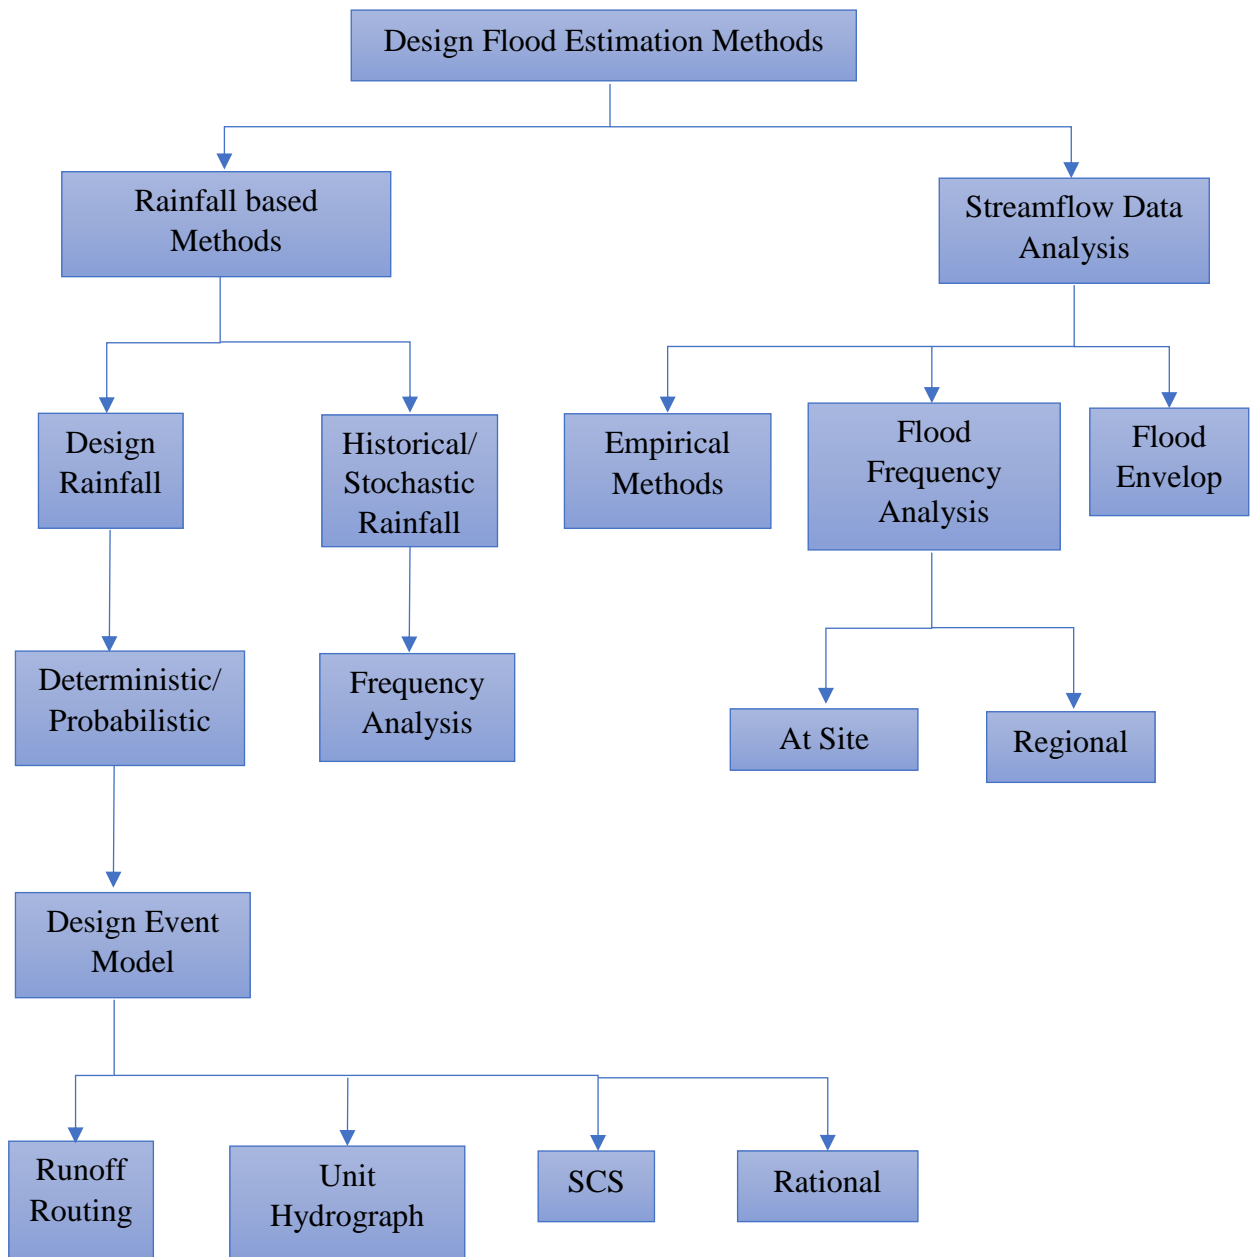 Design Flood Estimation Methods
Rainfall based
Methods
Streamflow Data
Analysis
Design
Rainfall
Historical/
Stochastic
Rainfall
Empirical
Methods
Flood
Frequency
Analysis
Flood
Envelop
Deterministic/
Probabilistic
Frequency
Analysis
At Site
Regional
Design Event
Model
Runoff
Routing
Unit
Hydrograph
SCS
Rational